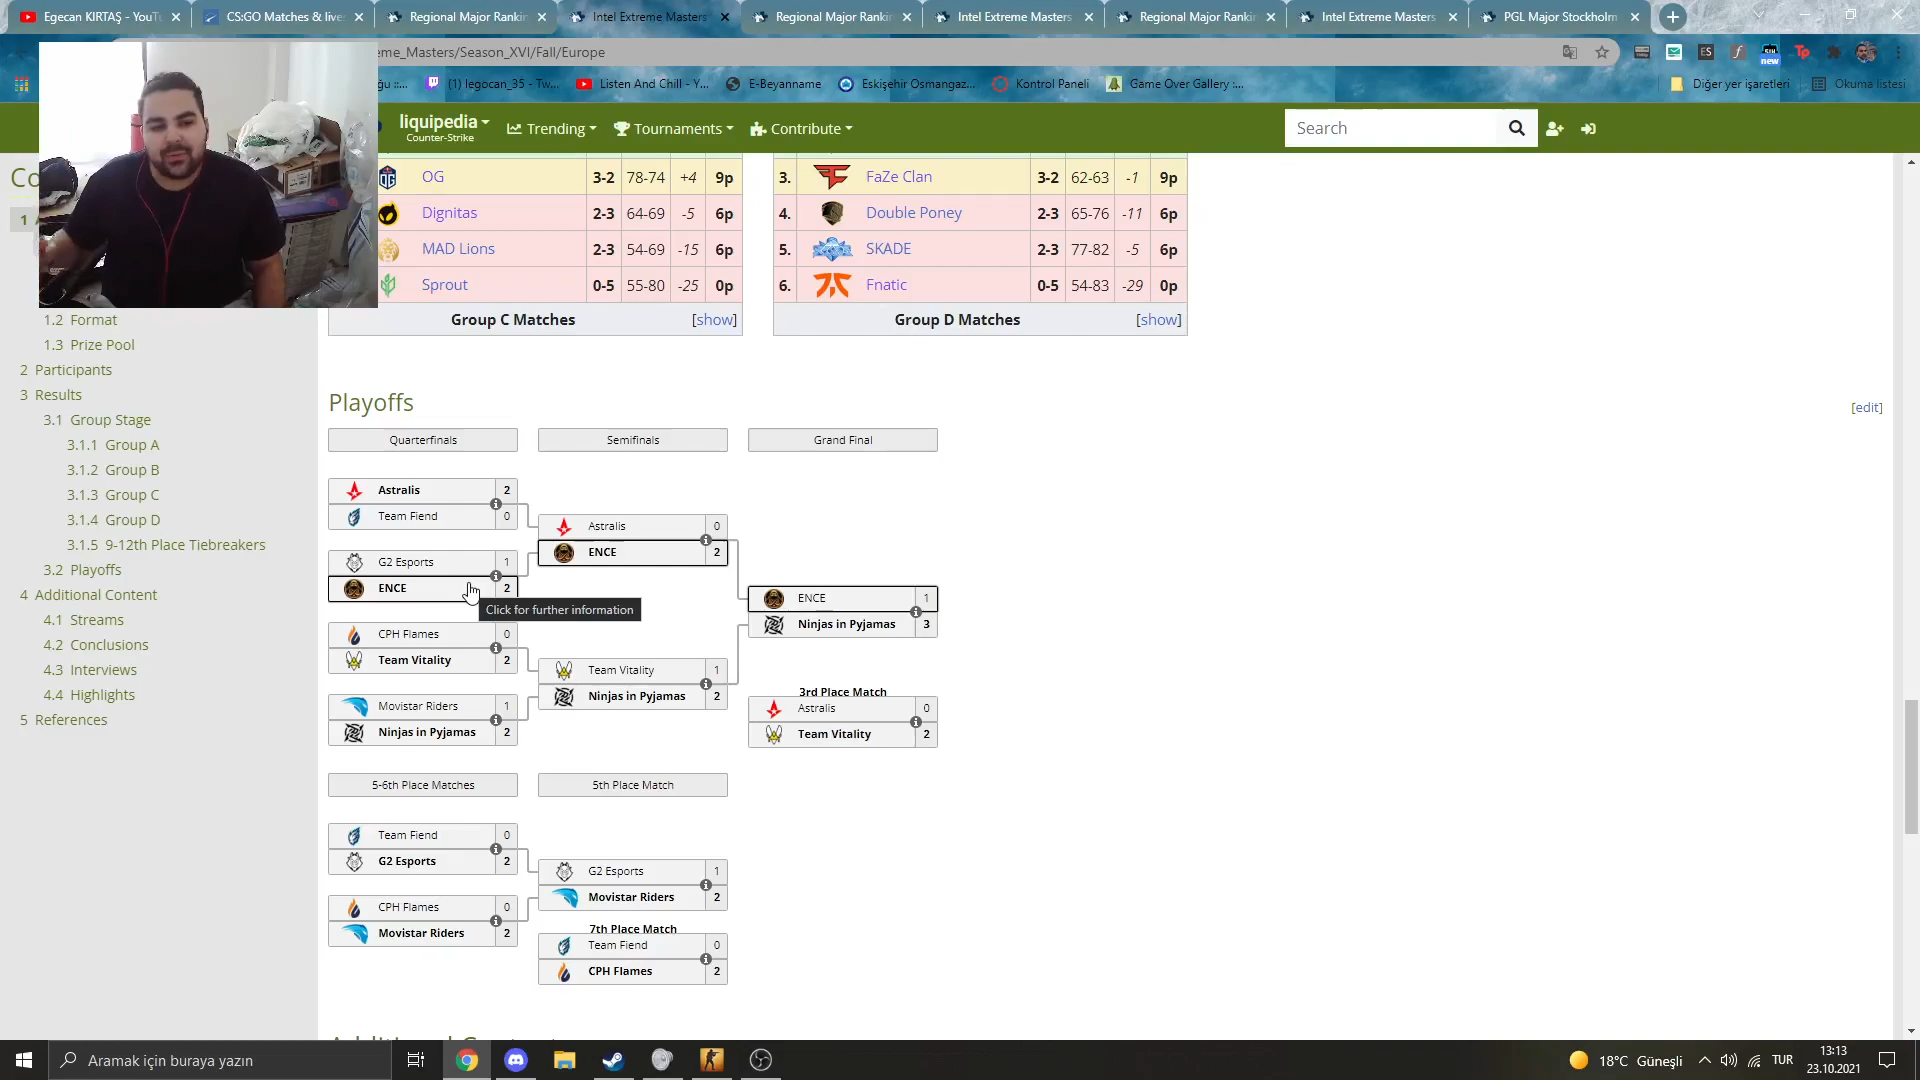 Egecan KIRTAŞ - YouTu
CS:GO Matches & live
Regional Major Rankin
Intel Extreme Masters
Regional Major Rankin
Intel Extreme Masters
Regional Major Rankin
Intel Extreme Masters
PGL Major Stockholm
eme_Masters/Season_XVI/Fall/Europe
ğu ::...
(1) legocan_35 - Tw...
Listen And Chill - Y...
E-Beyanname
Eskişehir Osmangaz...
Kontrol Paneli
Game Over Gallery :...
Diğer yer işaretleri
Okuma listesi
liquipedia
Counter-Strike
Trending
Tournaments
Contribute
Search
Co
1
1.2 Format
1.3 Prize Pool
2 Participants
3 Results
3.1 Group Stage
3.1.1 Group A
3.1.2 Group B
3.1.3 Group C
3.1.4 Group D
3.1.5 9-12th Place Tiebreakers
3.2 Playoffs
4 Additional Content
4.1 Streams
4.2 Conclusions
4.3 Interviews
4.4 Highlights
5 References
OG 3-2 78-74 +4 9p
Dignitas 2-3 64-69 -5 6p
MAD Lions 2-3 54-69 -15 6p
Sprout 0-5 55-80 -25 0p
Group C Matches [show]
3. FaZe Clan 3-2 62-63 -1 9p
4. Double Poney 2-3 65-76 -11 6p
5. SKADE 2-3 77-82 -5 6p
6. Fnatic 0-5 54-83 -29 0p
Group D Matches [show]
Playoffs
[edit]
Quarterfinals
Semifinals
Grand Final
Astralis 2
Team Fiend 0
G2 Esports 1
ENCE 2
CPH Flames 0
Team Vitality 2
Movistar Riders 1
Ninjas in Pyjamas 2
Astralis 0
ENCE 2
Click for further information
Team Vitality 1
Ninjas in Pyjamas 2
ENCE 1
Ninjas in Pyjamas 3
3rd Place Match
Astralis 0
Team Vitality 2
5-6th Place Matches
5th Place Match
Team Fiend 0
G2 Esports 2
CPH Flames 0
Movistar Riders 2
G2 Esports 1
Movistar Riders 2
7th Place Match
Team Fiend 0
CPH Flames 2
Aramak için buraya yazın
18°C Güneşli
TUR
13:13
23.10.2021